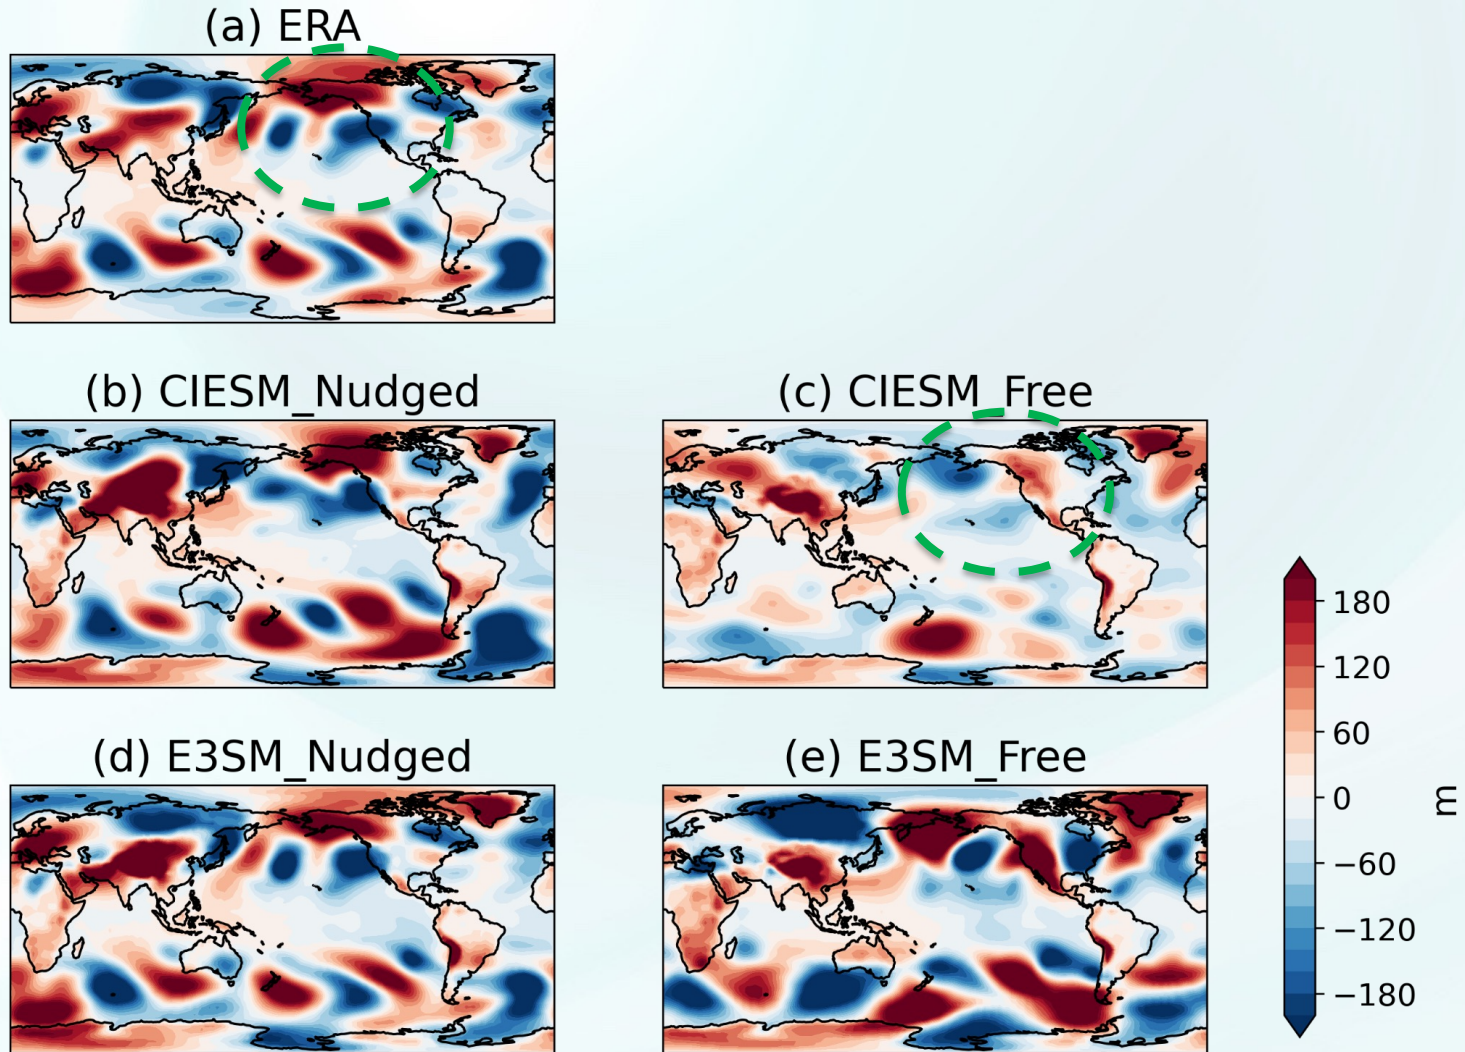 (a) ERA
(b) CIESM_Nudged
(c) CIESM_Free
(d) E3SM_Nudged
(e) E3SM_Free
180
120
60
0
−60
−120
−180
m